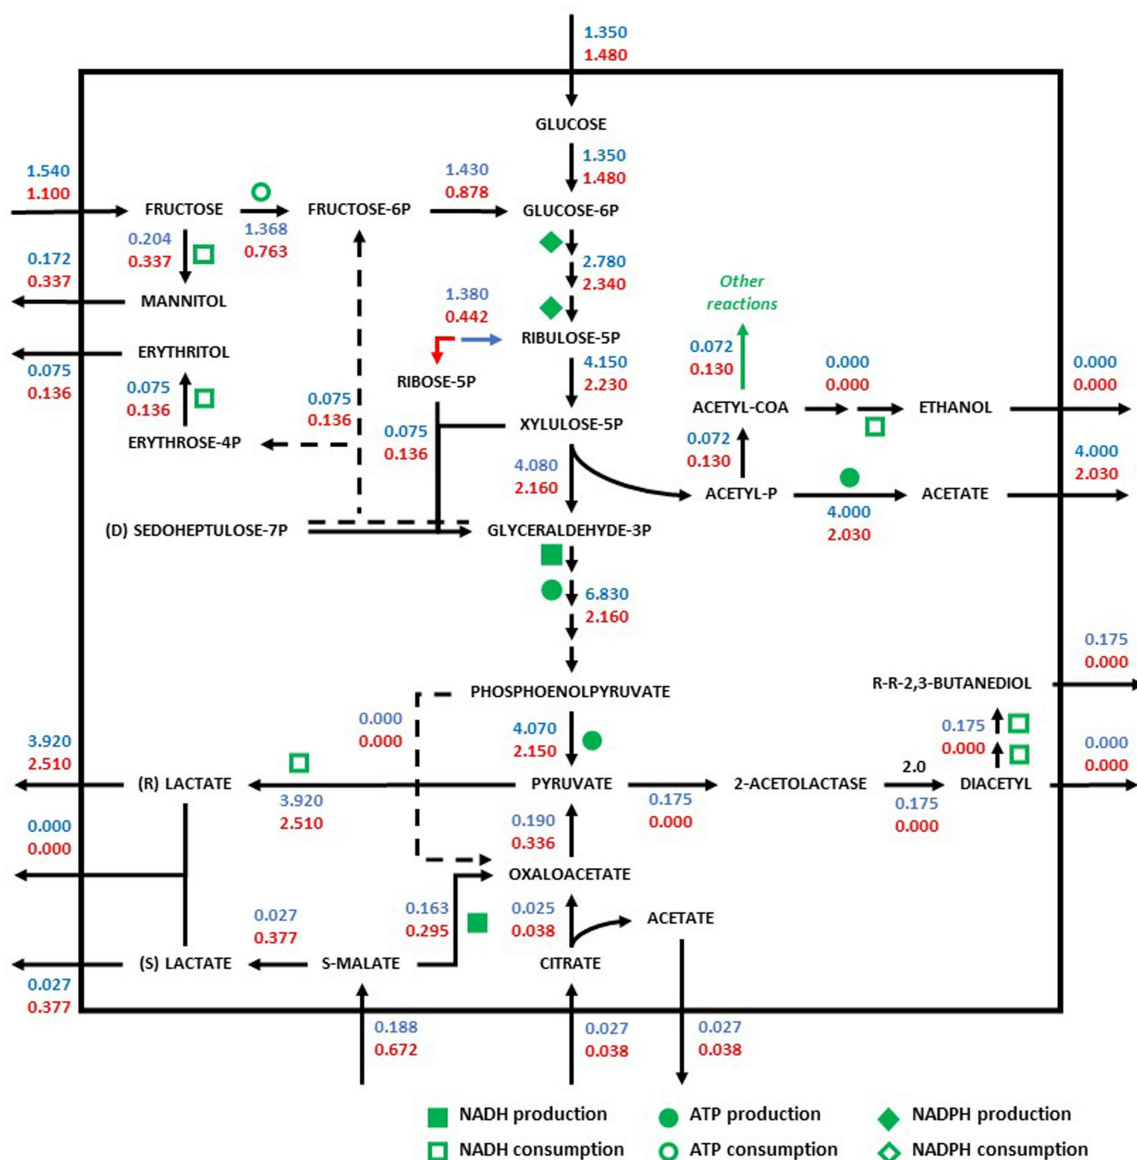 1.350
1.480
GLUCOSE
1.350
1.480
1.540
1.100
FRUCTOSE
1.368
0.763
FRUCTOSE-6P
1.430
0.878
GLUCOSE-6P
0.204
0.337
0.172
0.337
MANNITOL
2.780
2.340
Other
reactions
1.380
0.442
RIBULOSE-5P
ERYTHRITOL
0.075
0.136
RIBOSE-5P
4.150
2.230
0.072
0.130
0.000
0.000
0.000
0.000
0.075
0.136
0.075
0.136
ACETYL-COA
ETHANOL
XYLULOSE-5P
ERYTHROSE-4P
0.075
0.136
0.072
0.130
4.080
2.160
4.000
2.030
ACETYL-P
ACETATE
4.000
2.030
(D) SEDOHEPTULOSE-7P
GLYCERALDEHYDE-3P
6.830
2.160
0.175
0.000
PHOSPHOENOLPYRUVATE
R-R-2,3-BUTANEDIOL
0.000
0.000
4.070
2.150
0.175
0.000
0.000
0.000
3.920
2.510
(R) LACTATE
3.920
2.510
PYRUVATE
0.175
0.000
2-ACETOLACTASE
2.0
0.175
0.000
DIACETYL
0.000
0.000
0.190
0.336
OXALOACETATE
0.027
0.377
0.163
0.295
0.025
0.038
ACETATE
(S) LACTATE
S-MALATE
CITRATE
0.027
0.377
0.188
0.672
0.027
0.038
0.027
0.038
NADH production
ATP production
NADPH production
NADH consumption
ATP consumption
NADPH consumption